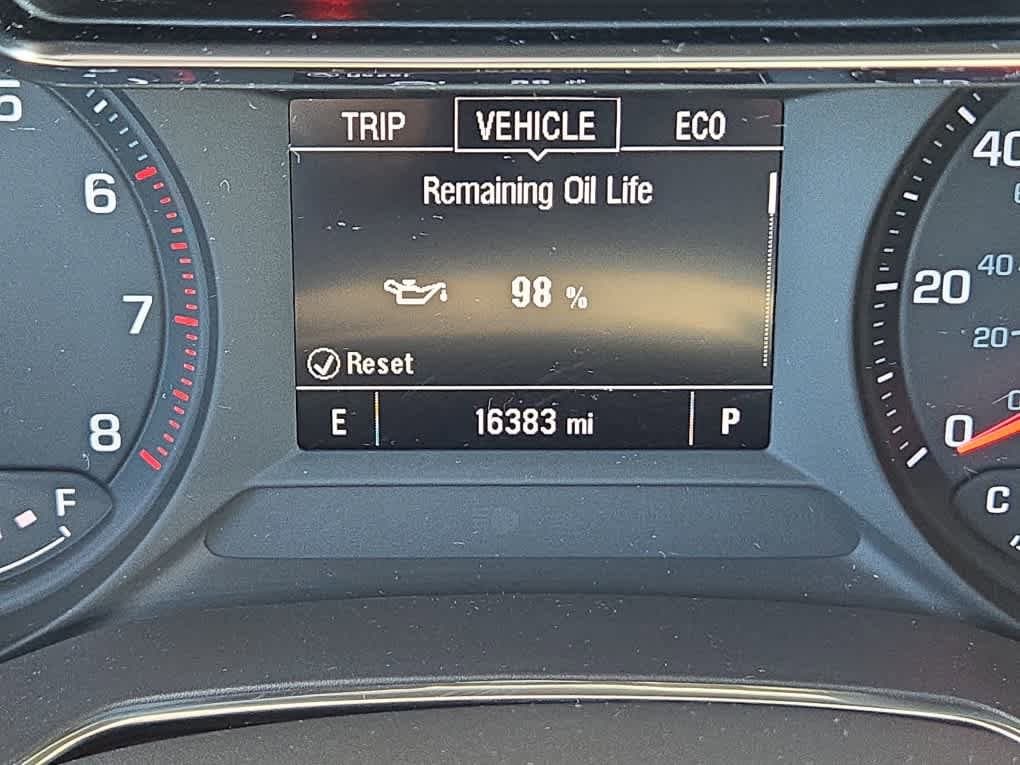 TRIP VEHICLE ECO
Remaining Oil Life
98 %
Reset
E 16383 mi P
6
7
8
F
40
20
0
40
20
C